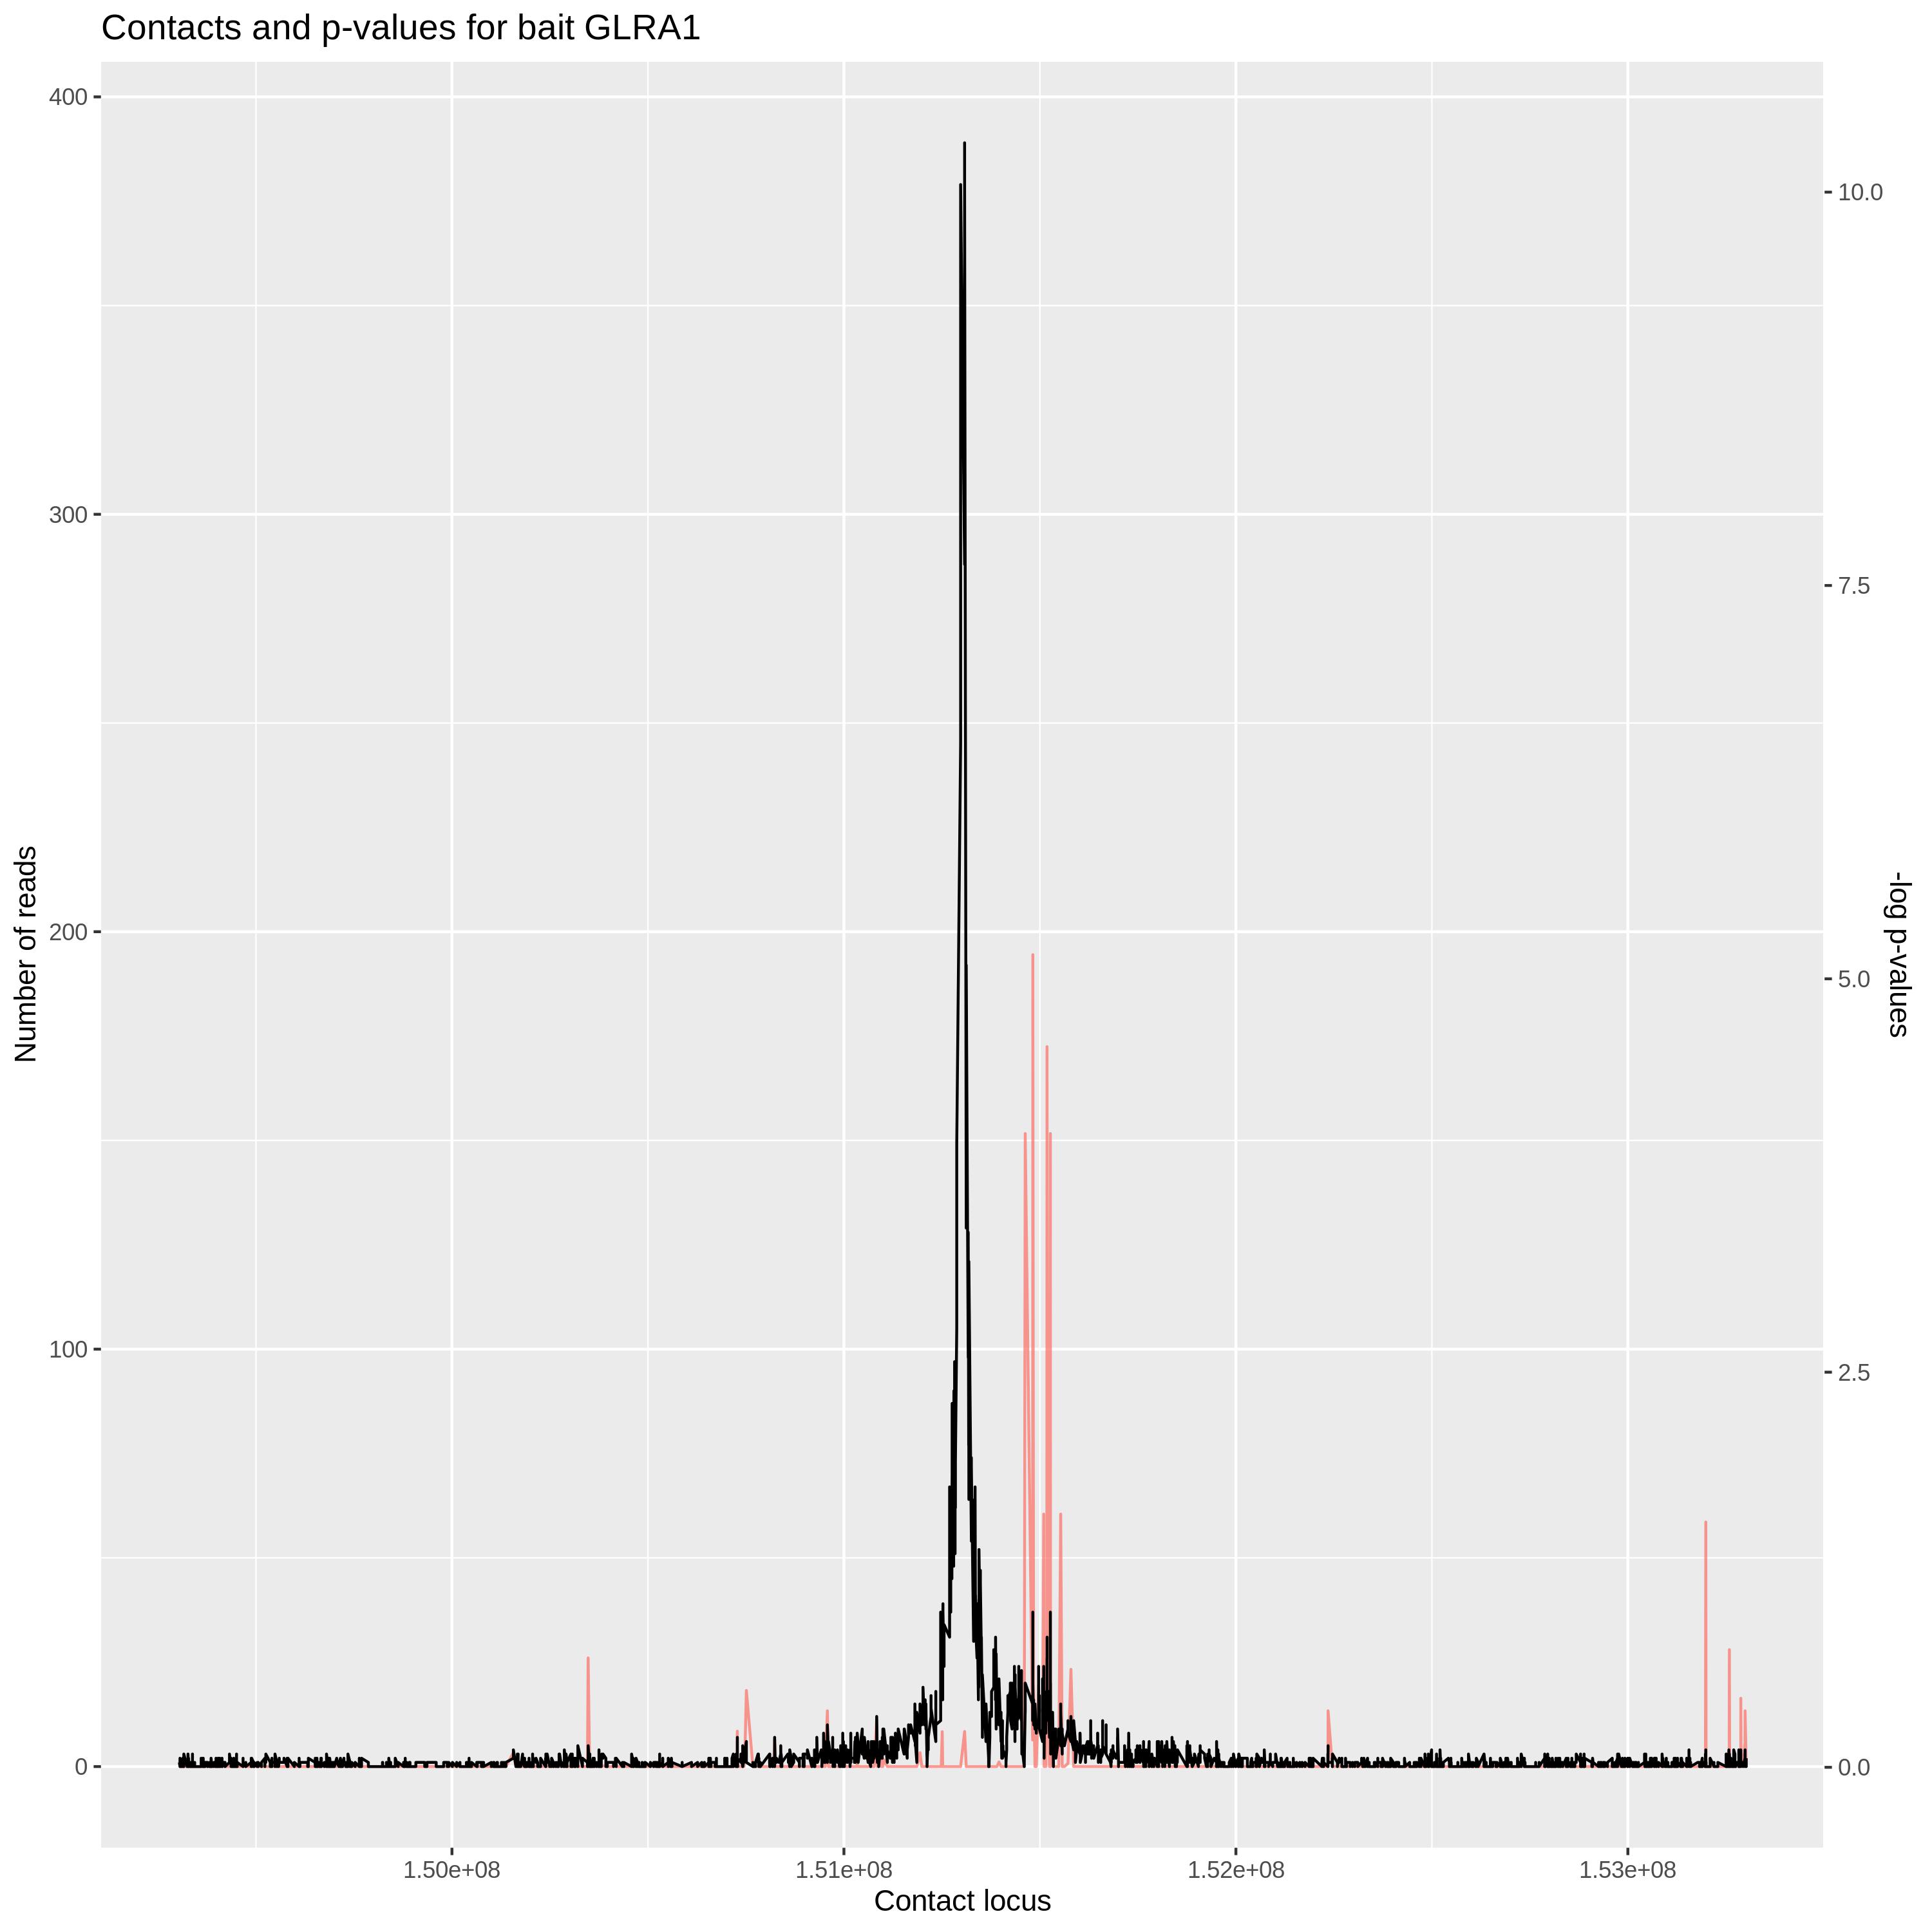 Contacts and p-values for bait GLRA1
400
300
200
100
0
Number of reads
10.0
7.5
5.0
2.5
0.0
-log p-values
1.50e+08
1.51e+08
1.52e+08
1.53e+08
Contact locus